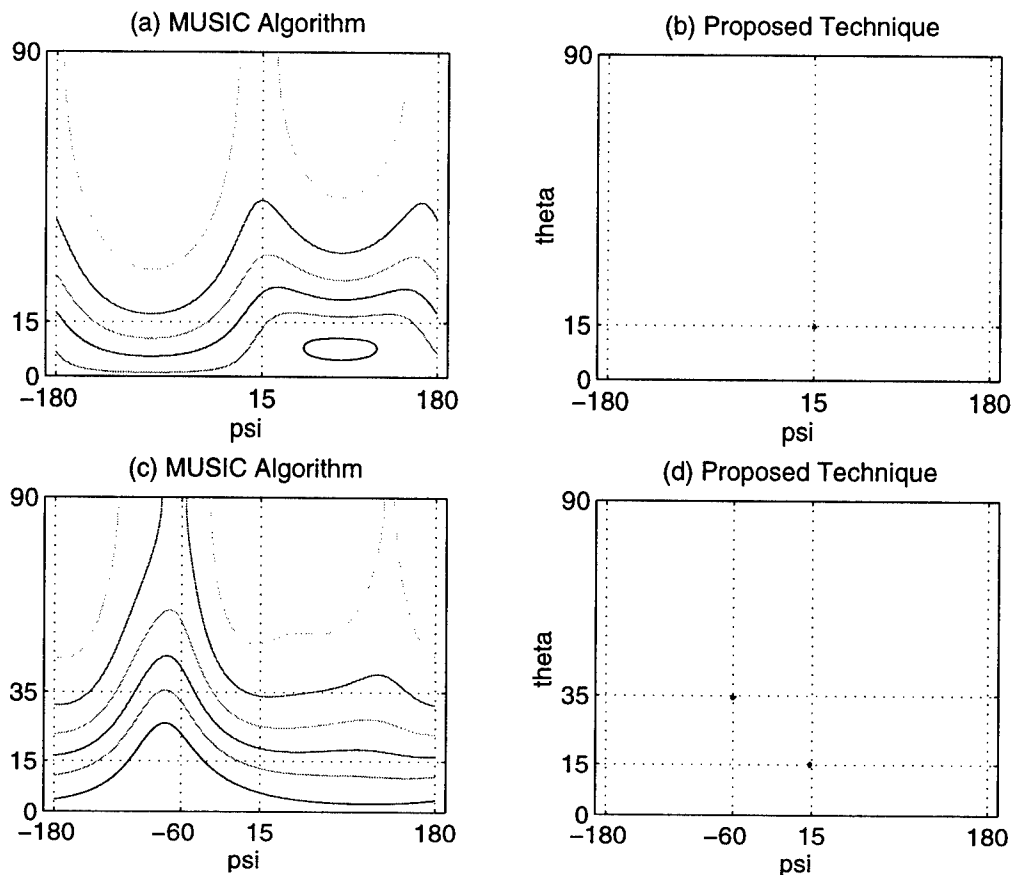 (a) MUSIC Algorithm
90
15
0
−180 15 180
psi
(b) Proposed Technique
90
theta
15
0
−180 15 180
psi
(c) MUSIC Algorithm
90
35
15
0
−180 −60 15 180
psi
(d) Proposed Technique
90
theta
35
15
0
−180 −60 15 180
psi